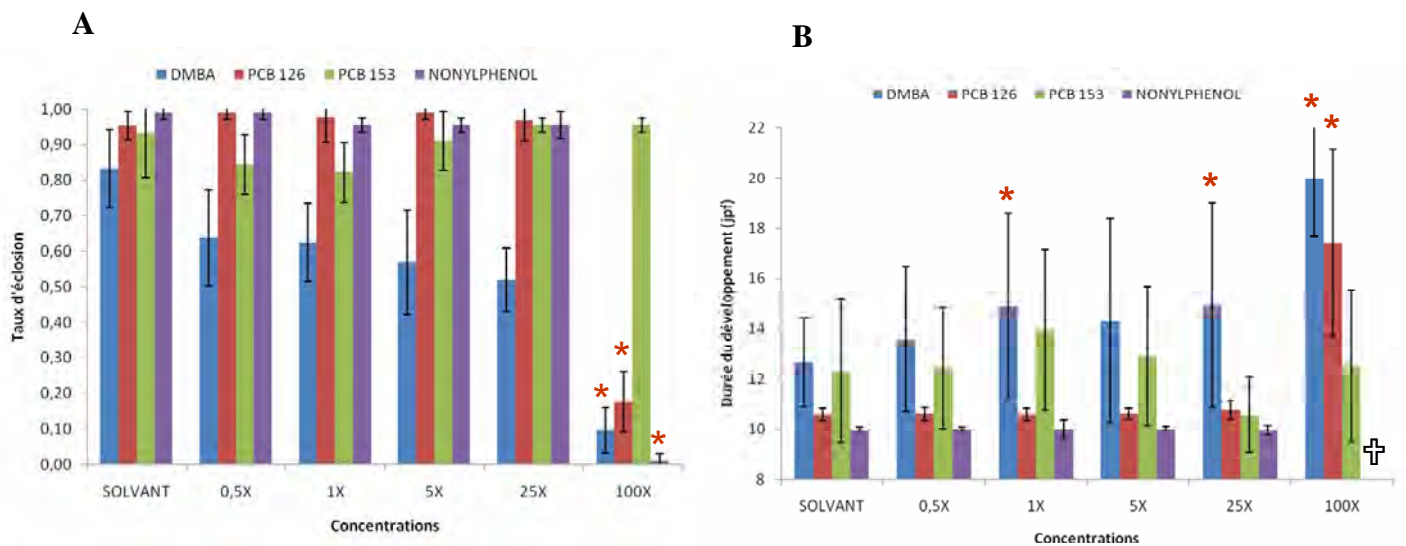 A
DMBA PCB 126 PCB 153 NONYLPHENOL
Taux d'éclosion
1,00
0,90
0,80
0,70
0,60
0,50
0,40
0,30
0,20
0,10
0,00
* * *
SOLVANT 0,5X 1X 5X 25X 100X
Concentrations
B
DMBA PCB 126 PCB 153 NONYLPHENOL
Durée du développement (jpf)
22
20
18
16
14
12
10
8
* * * *
SOLVANT 0,5X 1X 5X 25X 100X
Concentrations